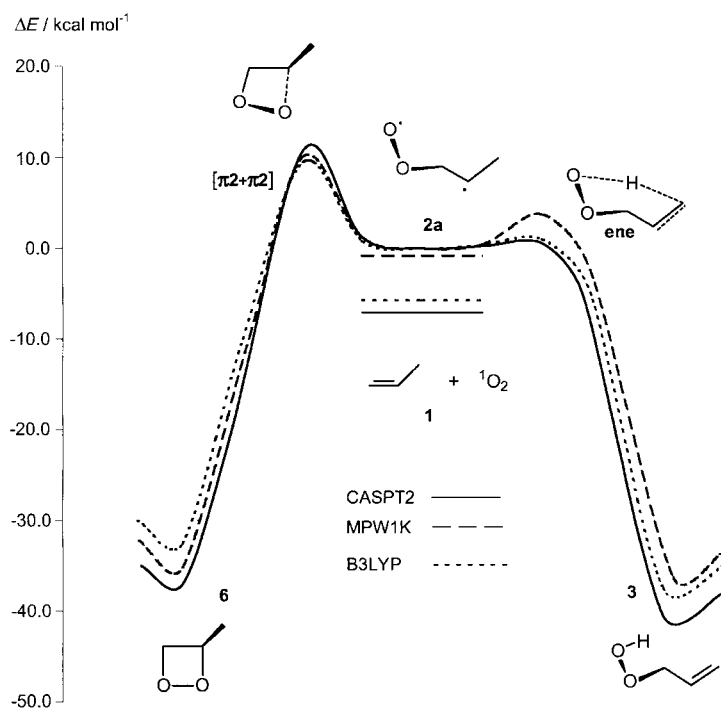 ΔE / kcal mol⁻¹
20.0
10.0
0.0
-10.0
-20.0
-30.0
-40.0
-50.0
O
O
[π2+π2]
O•
O
•
2a
O
H
O
ene
+ ¹O₂
1
CASPT2
MPW1K
B3LYP
6
O O
3
O H
O